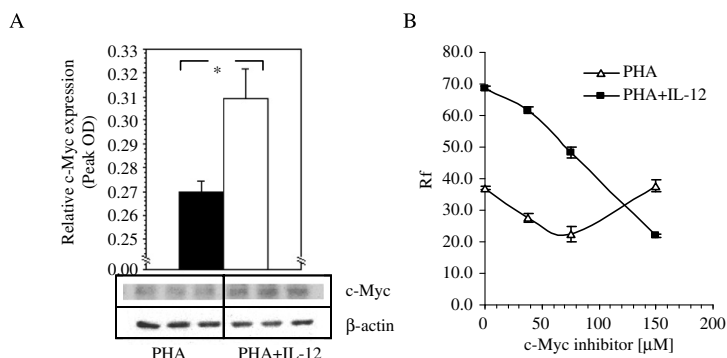 A
Relative c-Myc expression
(Peak OD)
0.33
0.32
0.31
0.30
0.29
0.27
0.27
0.25
0.00
*
c-Myc
β-actin
PHA
PHA+IL-12
B
80.0
70.0
60.0
50.0
40.0
30.0
20.0
10.0
0.0
Rf
PHA
PHA+IL-12
0
50
100
150
200
c-Myc inhibitor [μM]